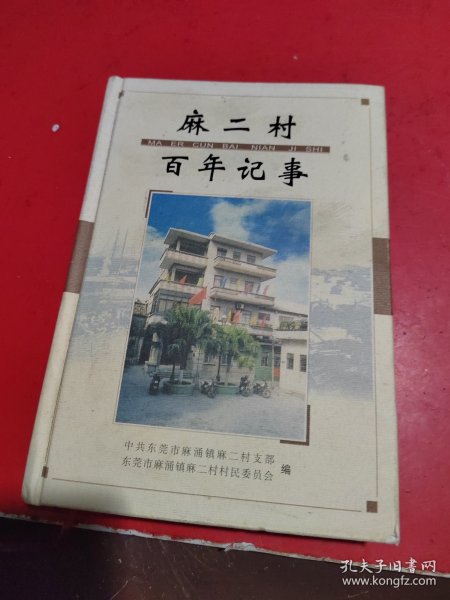 麻二村
MA ER CUN BAI NIAN JI SHI
百年记事
中共东莞市麻涌镇麻二村支部
东莞市麻涌镇麻二村村民委员会
编
孔夫子旧书网
www.kongfz.com